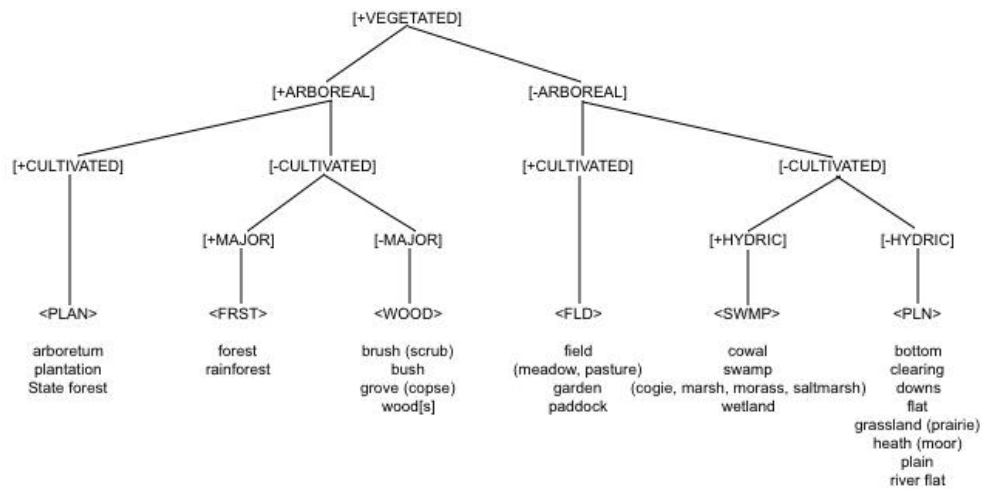 [+VEGETATED]
[+ARBOREAL] [-ARBOREAL]
[+CULTIVATED] [-CULTIVATED] [+CULTIVATED] [-CULTIVATED]
[+MAJOR] [-MAJOR] [+HYDRIC] [-HYDRIC]
<PLAN> <FRST> <WOOD> <FLD> <SWMP> <PLN>
arboretum
plantation
State forest
forest
rainforest
brush (scrub)
bush
grove (copse)
wood[s]
field
(meadow, pasture)
garden
paddock
cowal
swamp
(cogie, marsh, morass, saltmarsh)
wetland
bottom
clearing
downs
flat
grassland (prairie)
heath (moor)
plain
river flat